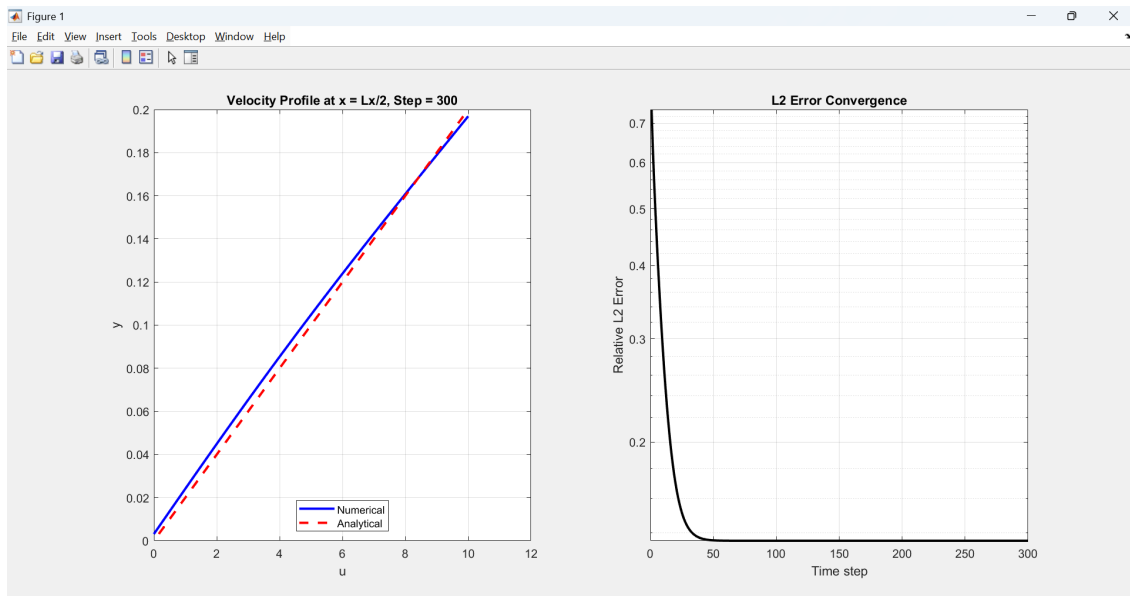 Figure 1
File Edit View Insert Tools Desktop Window Help
Velocity Profile at x = Lx/2, Step = 300
0.2
0.18
0.16
0.14
0.12
0.1
0.08
0.06
0.04
0.02
0
y
0 2 4 6 8 10 12
u
Numerical
Analytical
L2 Error Convergence
0.7
0.6
0.5
0.4
0.3
0.2
Relative L2 Error
0 50 100 150 200 250 300
Time step